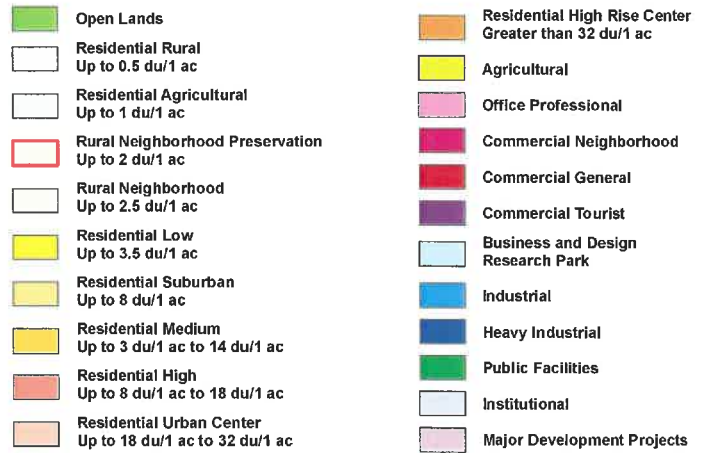 Open Lands
Residential Rural
Up to 0.5 du/1 ac
Residential Agricultural
Up to 1 du/1 ac
Rural Neighborhood Preservation
Up to 2 du/1 ac
Rural Neighborhood
Up to 2.5 du/1 ac
Residential Low
Up to 3.5 du/1 ac
Residential Suburban
Up to 8 du/1 ac
Residential Medium
Up to 3 du/1 ac to 14 du/1 ac
Residential High
Up to 8 du/1 ac to 18 du/1 ac
Residential Urban Center
Up to 18 du/1 ac to 32 du/1 ac
Residential High Rise Center
Greater than 32 du/1 ac
Agricultural
Office Professional
Commercial Neighborhood
Commercial General
Commercial Tourist
Business and Design
Research Park
Industrial
Heavy Industrial
Public Facilities
Institutional
Major Development Projects